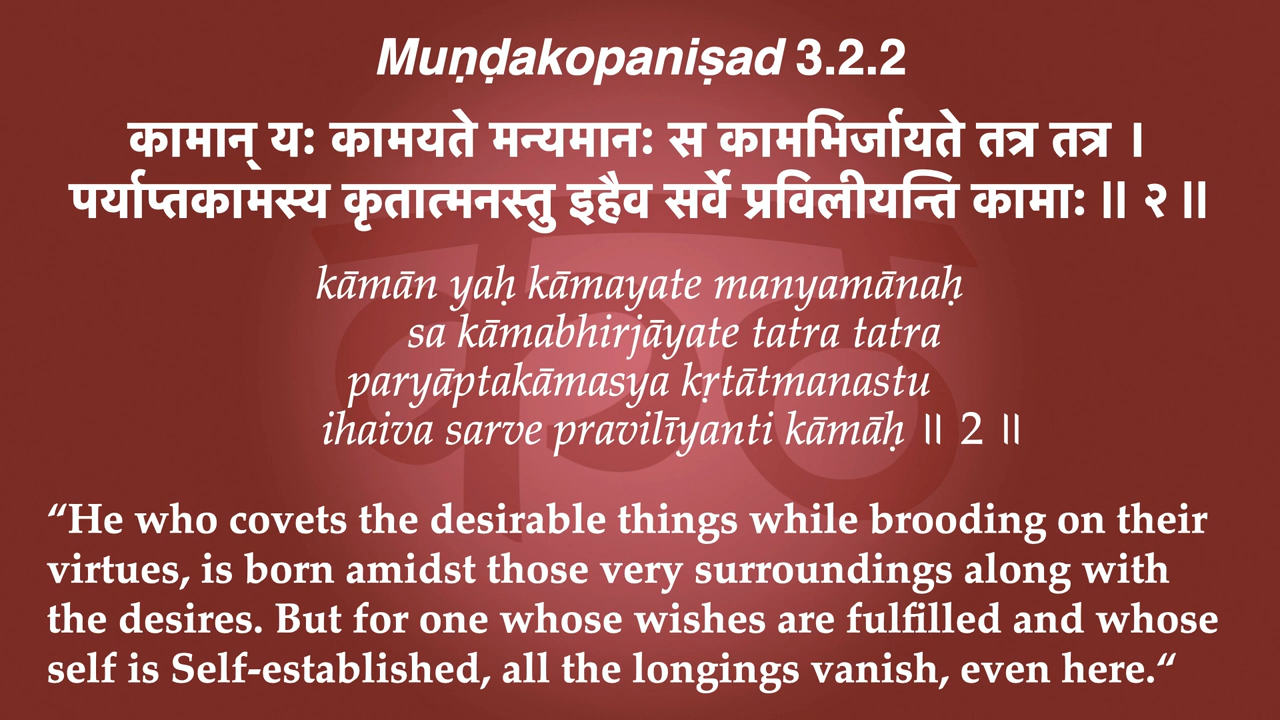 Muṇḍakopaniṣad 3.2.2
कामान् यः कामयते मन्यमानः स कामभिर्जायते तत्र तत्र ।
पर्याप्तकामस्य कृतात्मनस्तु इहैव सर्वे प्रविलीयन्ति कामाः ॥ २ ॥
kāmān yaḥ kāmayate manyamānaḥ
sa kāmabhirjāyate tatra tatra
paryāptakāmasya kṛtātmanastu
ihaiva sarve pravilīyanti kāmāḥ ॥ 2 ॥
“He who covets the desirable things while brooding on their
virtues, is born amidst those very surroundings along with
the desires. But for one whose wishes are fulfilled and whose
self is Self-established, all the longings vanish, even here.“